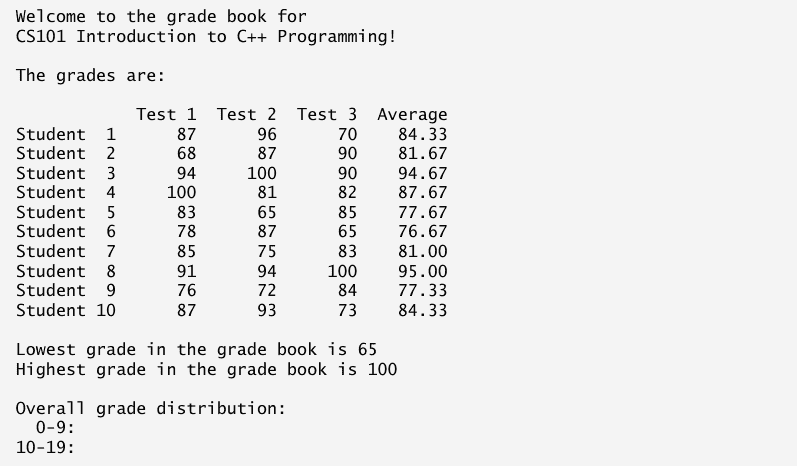 Welcome to the grade book for
CS101 Introduction to C++ Programming!
The grades are:
Test 1 Test 2 Test 3 Average
Student 1 87 96 70 84.33
Student 2 68 87 90 81.67
Student 3 94 100 90 94.67
Student 4 100 81 82 87.67
Student 5 83 65 85 77.67
Student 6 78 87 65 76.67
Student 7 85 75 83 81.00
Student 8 91 94 100 95.00
Student 9 76 72 84 77.33
Student 10 87 93 73 84.33
Lowest grade in the grade book is 65
Highest grade in the grade book is 100
Overall grade distribution:
0-9:
10-19: